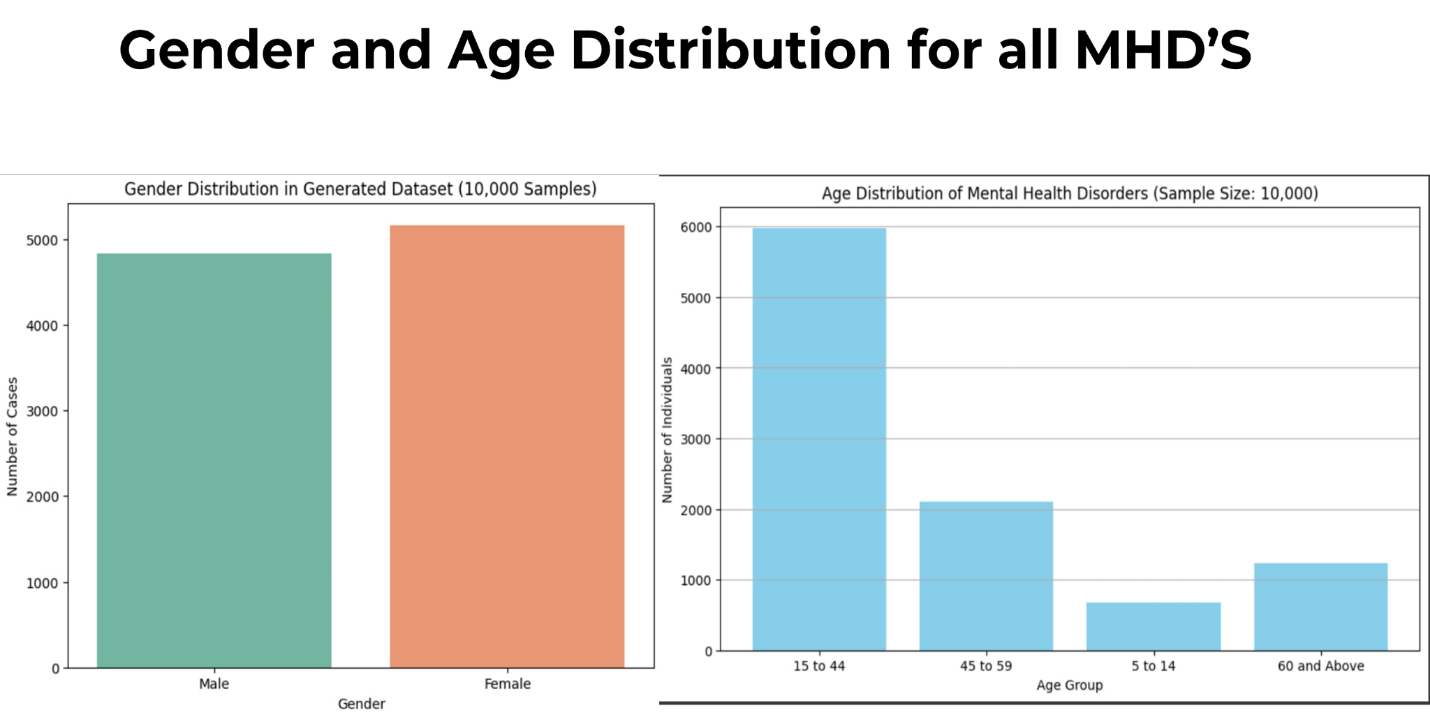 Gender and Age Distribution for all MHD’S
Gender Distribution in Generated Dataset (10,000 Samples)
Number of Cases
5000
4000
3000
2000
1000
0
Male
Female
Gender
Age Distribution of Mental Health Disorders (Sample Size: 10,000)
Number of Individuals
6000
5000
4000
3000
2000
1000
0
15 to 44
45 to 59
5 to 14
60 and Above
Age Group